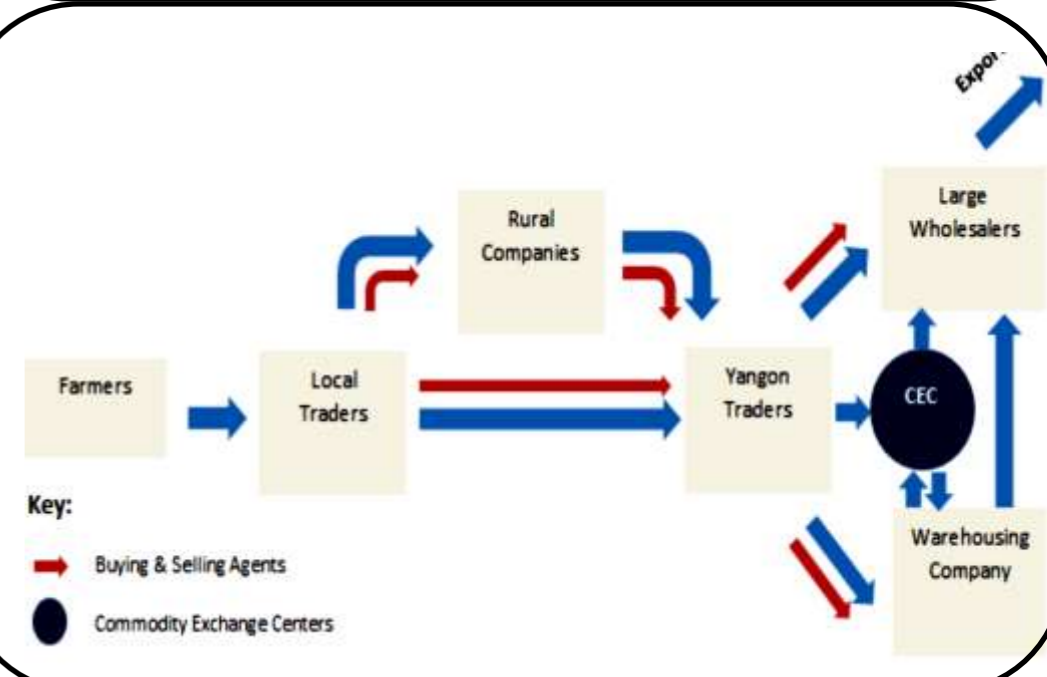 Rural
Companies
Large
Wholesalers
Farmers
Local
Traders
Yangon
Traders
CEC
Key:
Buying & Selling Agents
Commodity Exchange Centers
Warehousing
Company